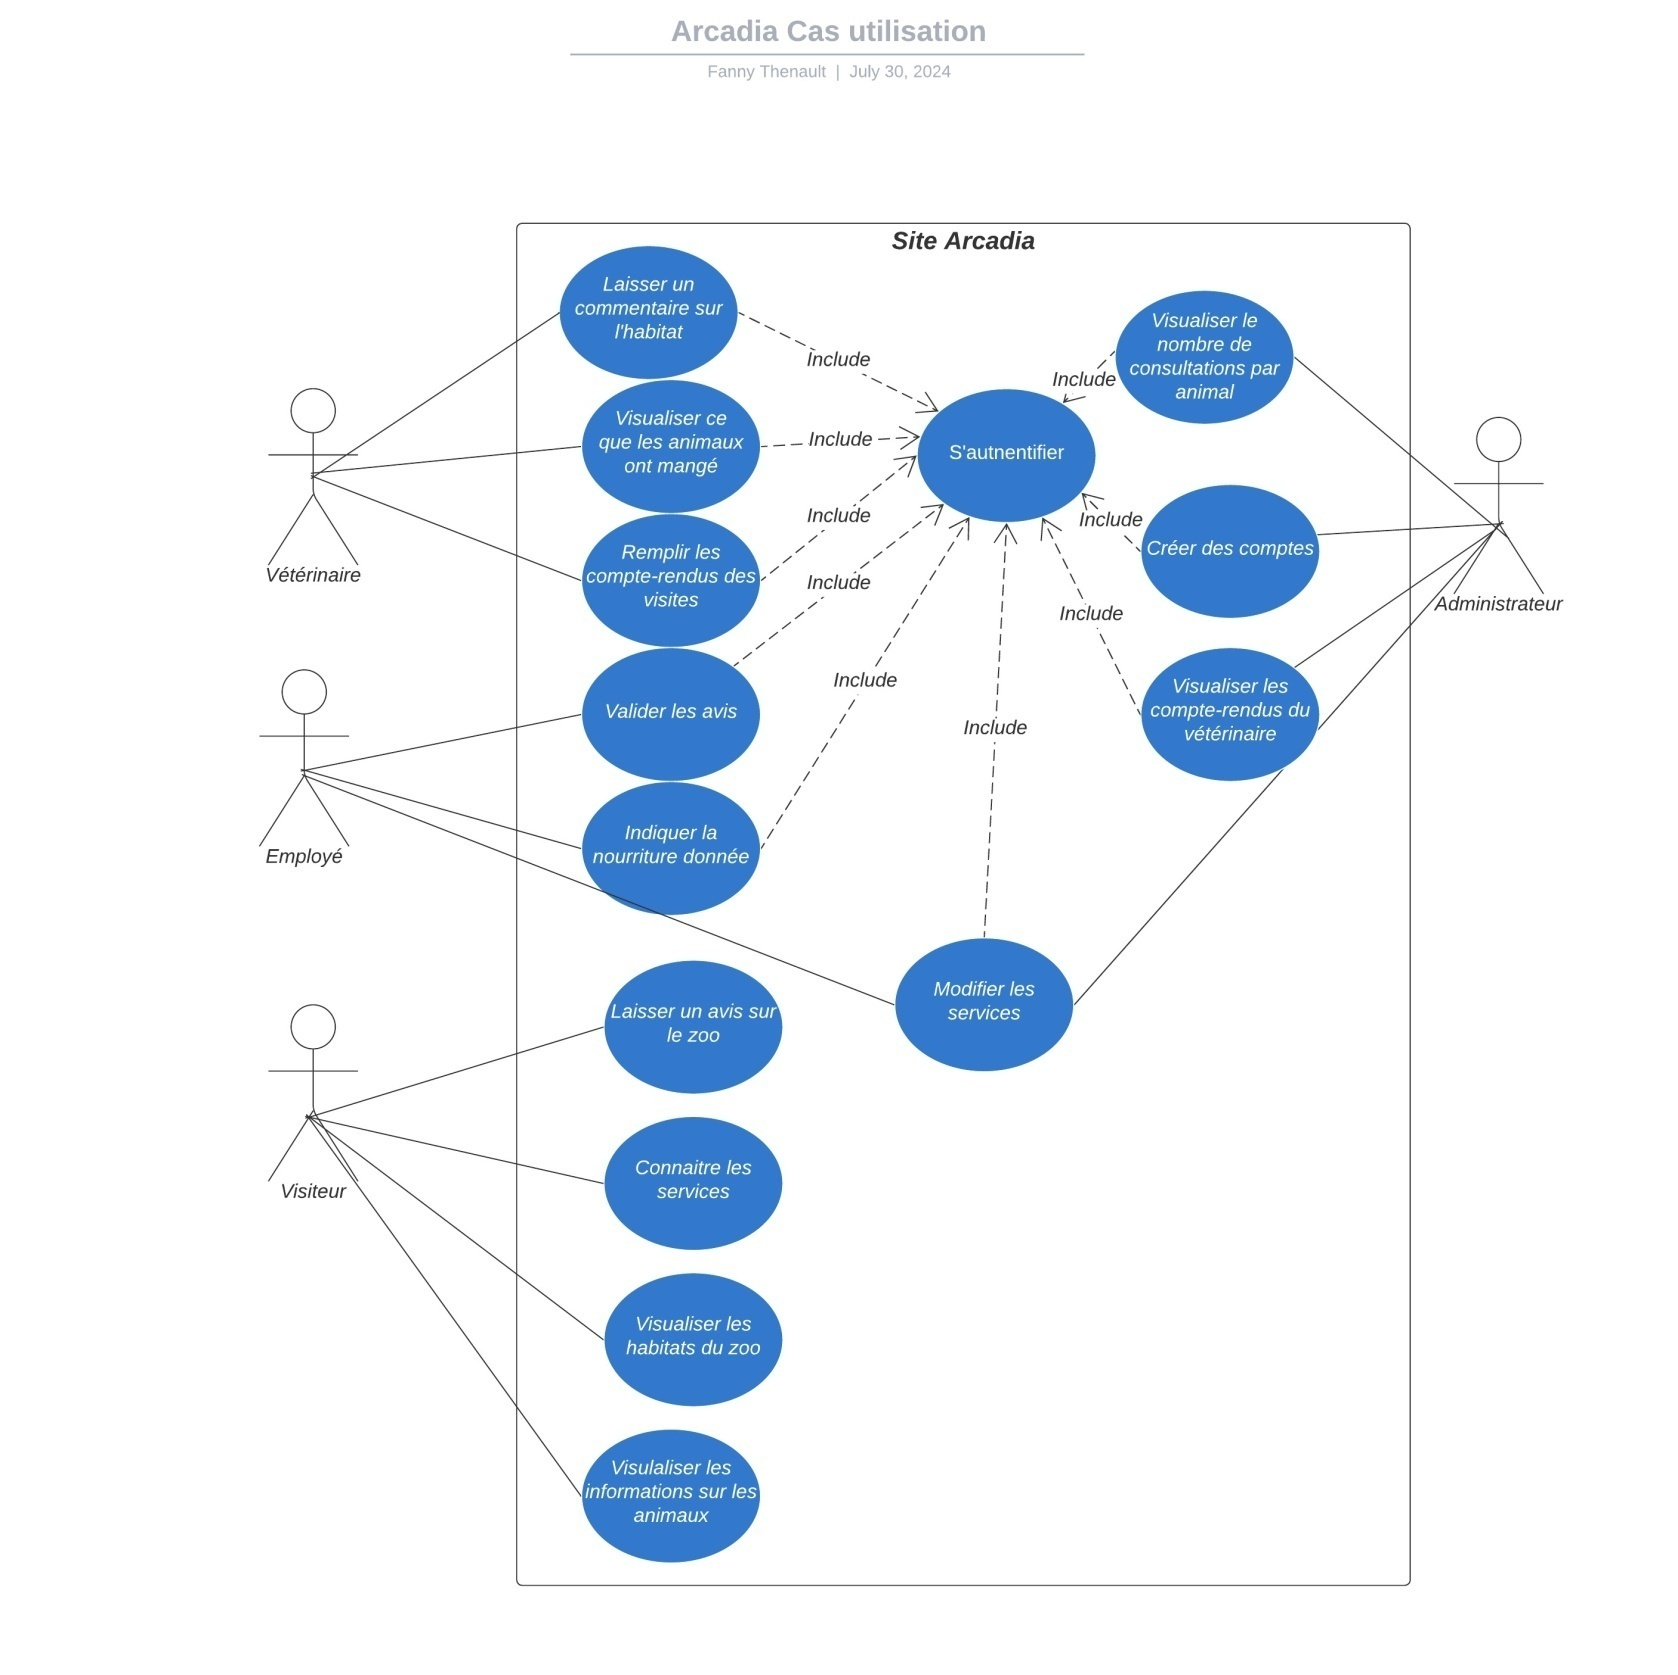 Arcadia Cas utilisation
Fanny Thenault | July 30, 2024
Site Arcadia
Laisser un
commentaire sur
l'habitat
Visualiser le
nombre de
consultations par
animal
Include
Include
Visualiser ce
que les animaux
ont mangé
Include
S'autnentifier
Include
Include
Créer des comptes
Remplir les
compte-rendus des
visites
Vétérinaire
Include
Include
Administrateur
Valider les avis
Include
Include
Visualiser les
compte-rendus du
vétérinaire
Indiquer la
nourriture donnée
Employé
Modifier les
services
Laisser un avis sur
le zoo
Connaitre les
services
Visiteur
Visualiser les
habitats du zoo
Visulaliser les
informations sur les
animaux